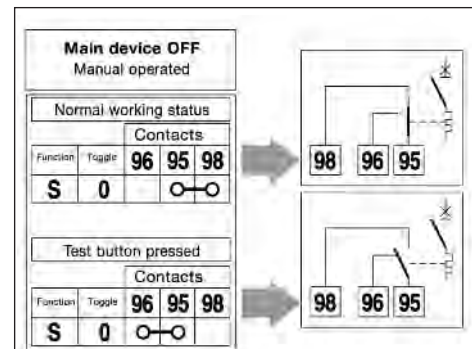 Main device OFF
Manual operated
Normal working status
Contacts
Function Toggle 96 95 98
S 0
98 96 95
Test button pressed
Contacts
Function Toggle 96 95 98
S 0
98 96 95